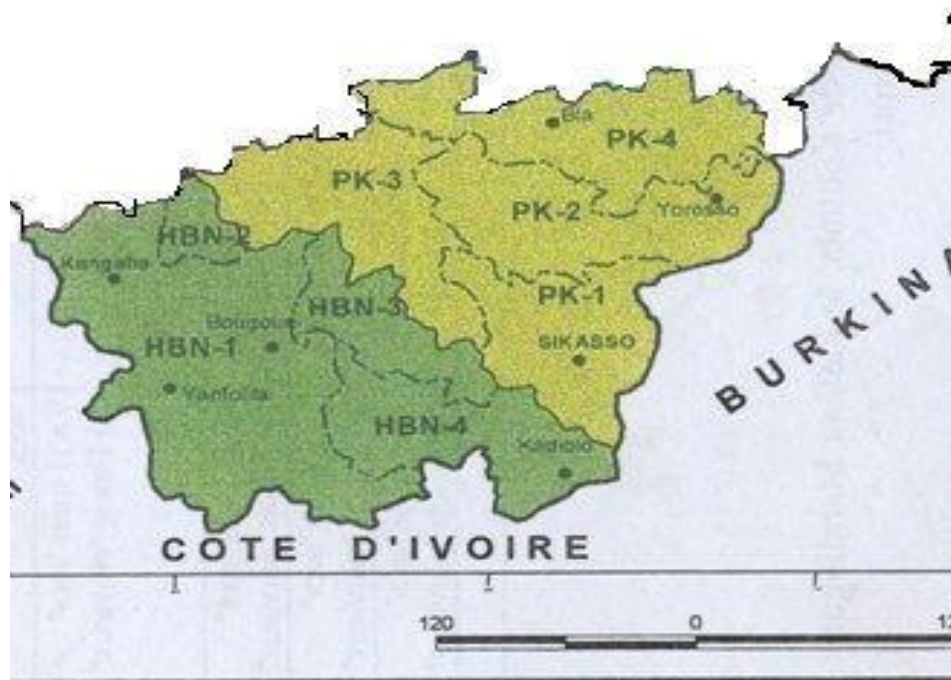 Bla
PK-4
PK-3
PK-2
Yorosso
HBN-2
Kangaba
PK-1
HBN-3
Bougouni
HBN-1
SIKASSO
Yanfolila
HBN-4
Kadiolo
BURKINA
COTE D'IVOIRE
120
0